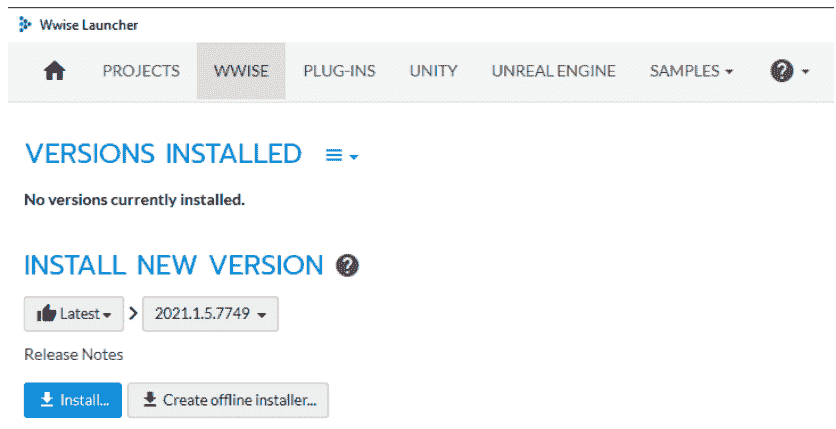 Wwise Launcher
PROJECTS WWISE PLUG-INS UNITY UNREAL ENGINE SAMPLES ?
VERSIONS INSTALLED
No versions currently installed.
INSTALL NEW VERSION ?
Latest > 2021.1.5.7749
Release Notes
Install... Create offline installer...